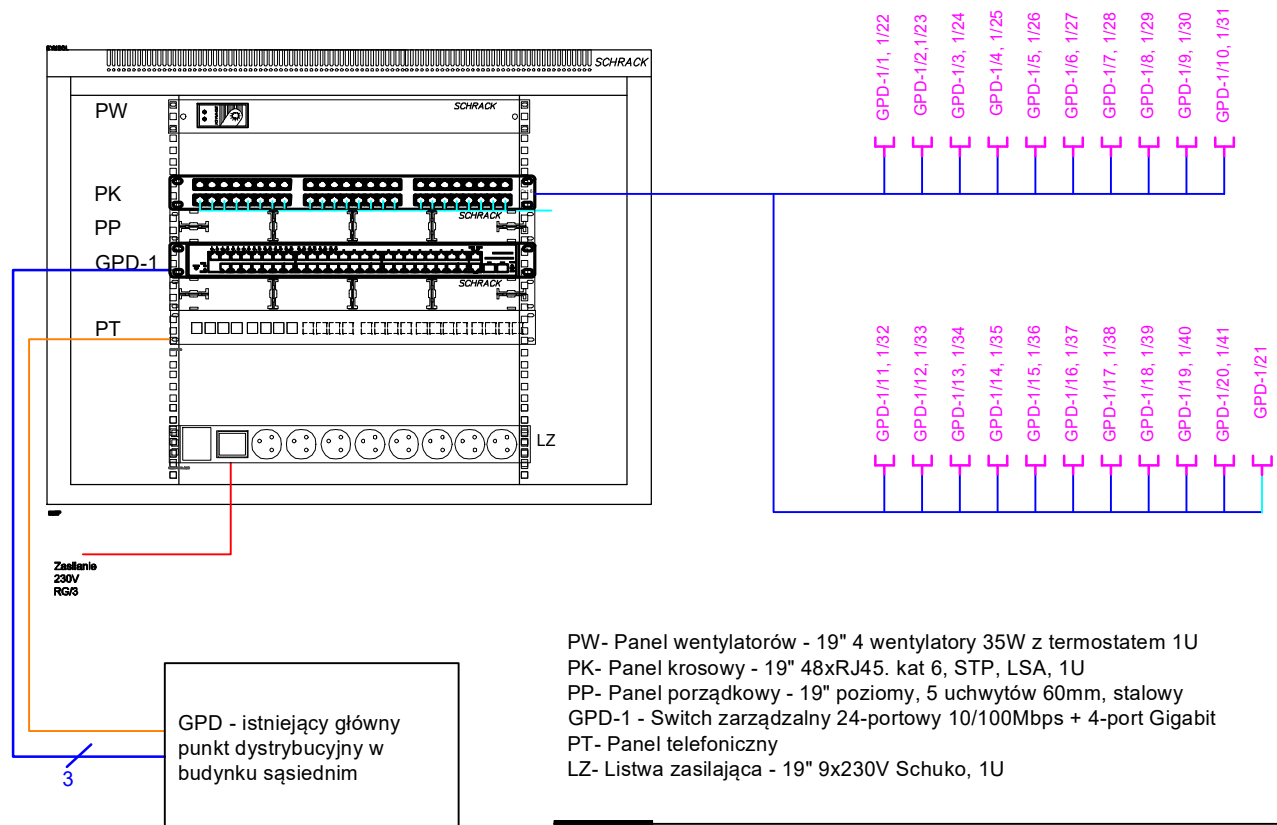 SCHRACK
PW
SCHRACK
PK
PP
SCHRACK
GPD-1
SCHRACK
PT
LZ
Zasilanie
230V
RG/3
GPD-1/1, 1/22
GPD-1/2,1/23
GPD-1/3, 1/24
GPD-1/4, 1/25
GPD-1/5, 1/26
GPD-1/6, 1/27
GPD-1/7, 1/28
GPD-1/8, 1/29
GPD-1/9, 1/30
GPD-1/10, 1/31
GPD-1/11, 1/32
GPD-1/12, 1/33
GPD-1/13, 1/34
GPD-1/14, 1/35
GPD-1/15, 1/36
GPD-1/16, 1/37
GPD-1/17, 1/38
GPD-1/18, 1/39
GPD-1/19, 1/40
GPD-1/20, 1/41
GPD-1/21
GPD - istniejący główny
punkt dystrybucyjny w
budynku sąsiednim
3
PW- Panel wentylatorów - 19" 4 wentylatory 35W z termostatem 1U
PK- Panel krosowy - 19" 48xRJ45. kat 6, STP, LSA, 1U
PP- Panel porządkowy - 19" poziomy, 5 uchwytów 60mm, stalowy
GPD-1 - Switch zarządzalny 24-portowy 10/100Mbps + 4-port Gigabit
PT- Panel telefoniczny
LZ- Listwa zasilająca - 19" 9x230V Schuko, 1U